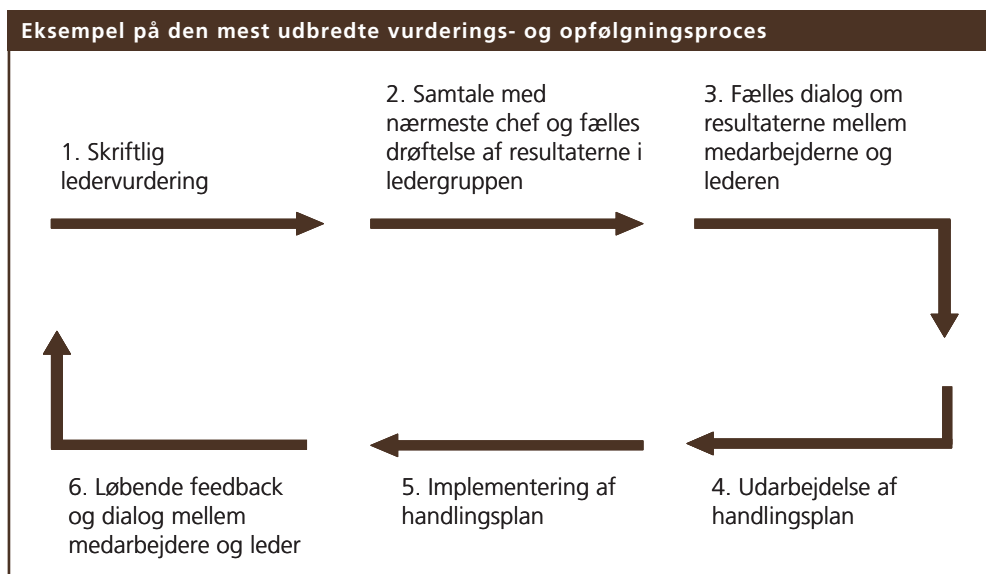 Eksempel på den mest udbredte vurderings- og opfølgningsproces
1. Skriftlig
ledervurdering
2. Samtale med
nærmeste chef og fælles
drøftelse af resultaterne i
ledergruppen
3. Fælles dialog om
resultaterne mellem
medarbejderne og
lederen
4. Udarbejdelse af
handlingsplan
5. Implementering af
handlingsplan
6. Løbende feedback
og dialog mellem
medarbejdere og leder